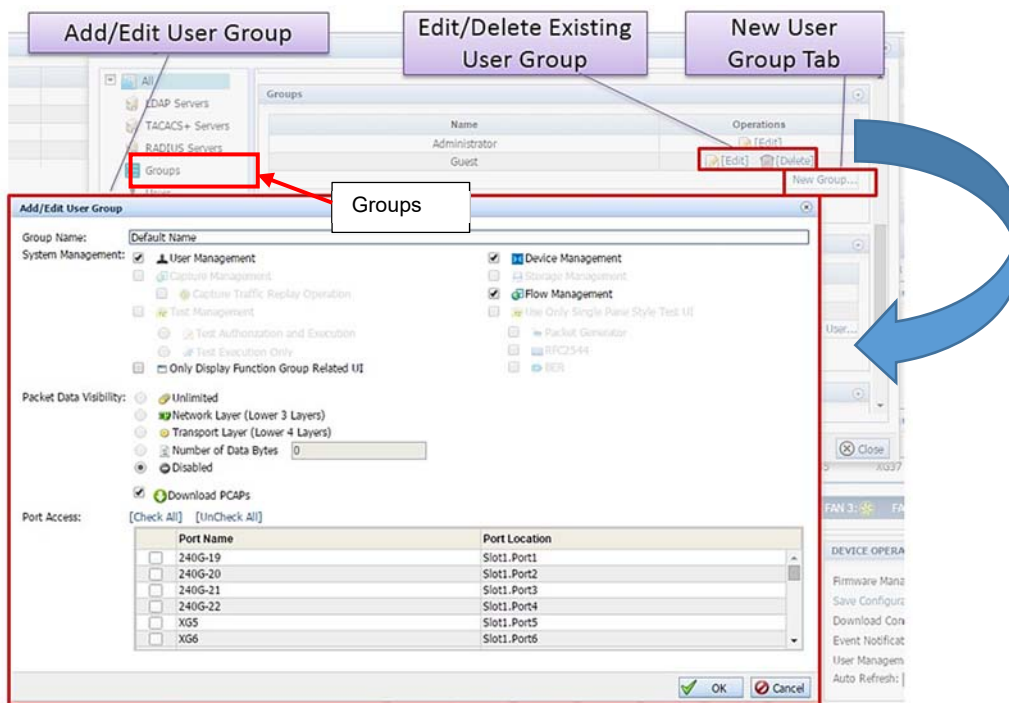 Add/Edit User Group
Edit/Delete Existing User Group
New User Group Tab
All
LDAP Servers
TACACS+ Servers
RADIUS Servers
Groups
Groups
Name Operations
Administrator [Edit]
Guest [Edit] [Delete]
New Group...
Groups
Add/Edit User Group
Group Name: Default Name
System Management: User Management Device Management
Capture Management Storage Management
Capture Traffic Replay Operation Flow Management
Test Management Use Only Single Pane Style Test UI
Test Authorization and Execution Packet Generator
Test Execution Only RFC2544
Only Display Function Group Related UI BER
Packet Data Visibility: Unlimited
Network Layer (Lower 3 Layers)
Transport Layer (Lower 4 Layers)
Number of Data Bytes 0
Disabled
Download PCAPs
Port Access: [Check All] [UnCheck All]
Port Name Port Location
240G-19 Slot1.Port1
240G-20 Slot1.Port2
240G-21 Slot1.Port3
240G-22 Slot1.Port4
XG5 Slot1.Port5
XG6 Slot1.Port6
OK Cancel
User...
Close
XG37
FAN 3:
DEVICE OPERA
Firmware Mana
Save Configura
Download Con
Event Notificat
User Managem
Auto Refresh: